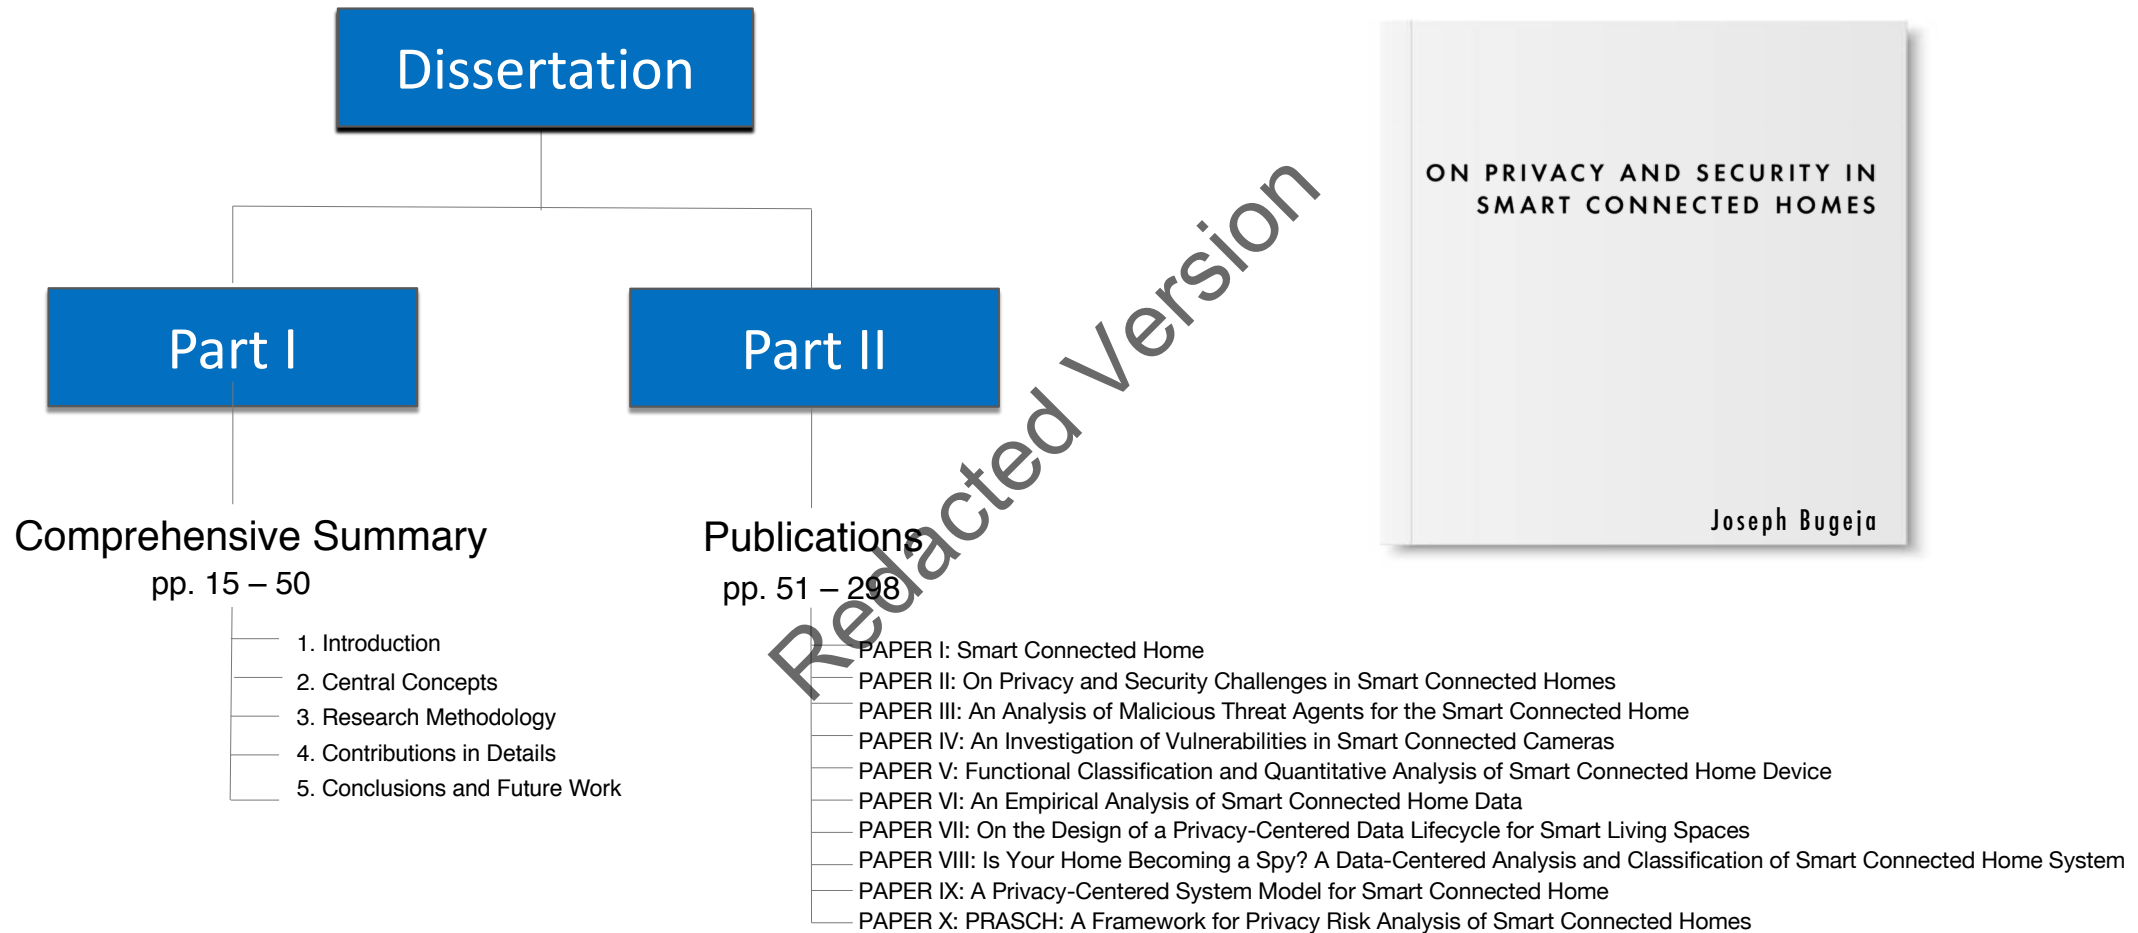 Dissertation
ON PRIVACY AND SECURITY IN
SMART CONNECTED HOMES
Joseph Bugeja
Part I
Part II
Comprehensive Summary
pp. 15 – 50
1. Introduction
2. Central Concepts
3. Research Methodology
4. Contributions in Details
5. Conclusions and Future Work
Publications
pp. 51 – 298
PAPER I: Smart Connected Home
PAPER II: On Privacy and Security Challenges in Smart Connected Homes
PAPER III: An Analysis of Malicious Threat Agents for the Smart Connected Home
PAPER IV: An Investigation of Vulnerabilities in Smart Connected Cameras
PAPER V: Functional Classification and Quantitative Analysis of Smart Connected Home Device
PAPER VI: An Empirical Analysis of Smart Connected Home Data
PAPER VII: On the Design of a Privacy-Centered Data Lifecycle for Smart Living Spaces
PAPER VIII: Is Your Home Becoming a Spy? A Data-Centered Analysis and Classification of Smart Connected Home System
PAPER IX: A Privacy-Centered System Model for Smart Connected Home
PAPER X: PRASCH: A Framework for Privacy Risk Analysis of Smart Connected Homes
Redacted Version